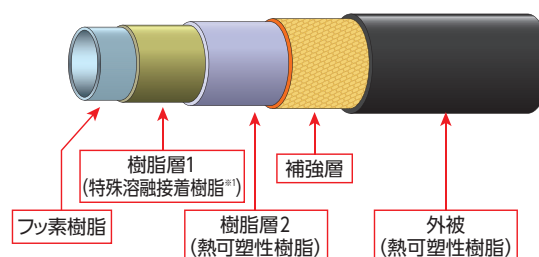 樹脂層1
(特殊溶融接着樹脂※1)
補強層
フッ素樹脂
樹脂層2
(熱可塑性樹脂)
外被
(熱可塑性樹脂)